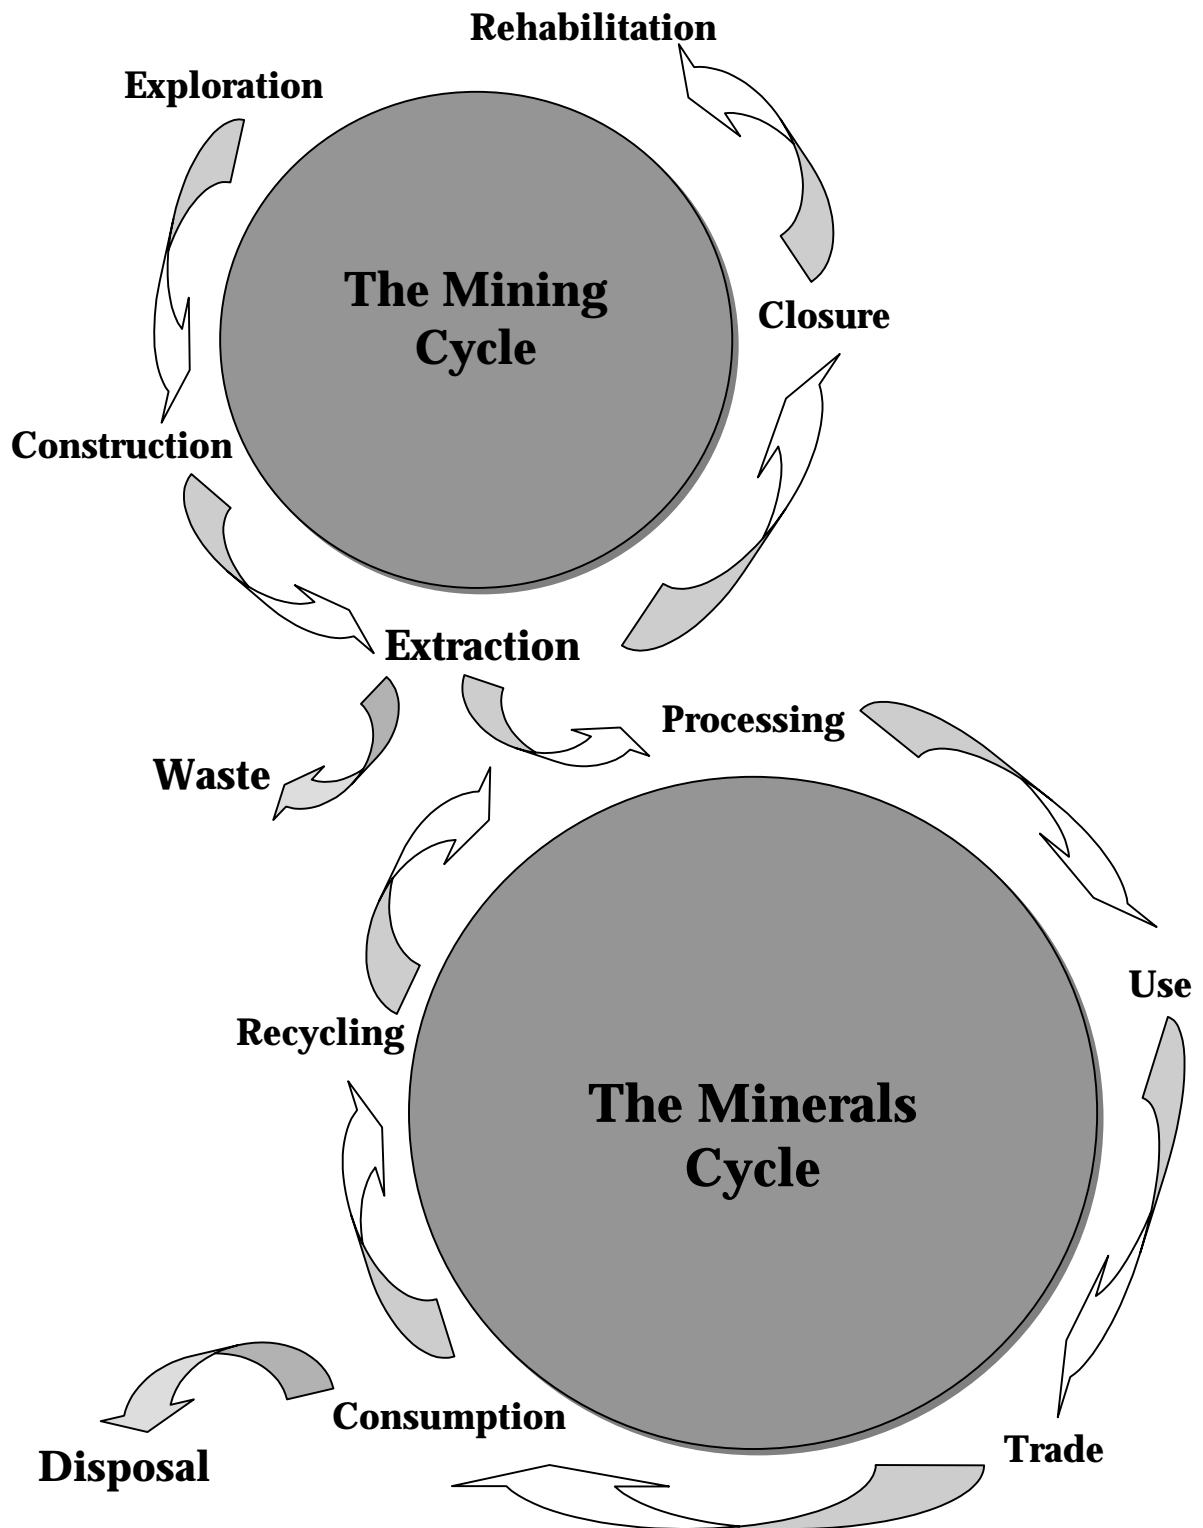 Rehabilitation
Exploration
The Mining
Cycle
Closure
Construction
Extraction
Processing
Waste
Use
Recycling
The Minerals
Cycle
Consumption
Trade
Disposal